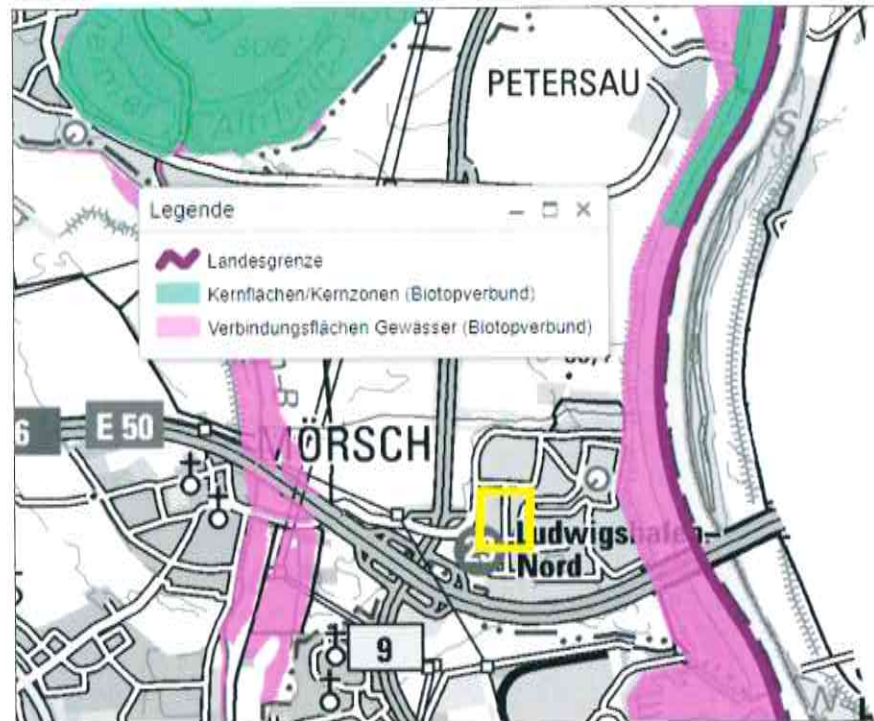 PETERSAU
Legende
Landesgrenze
Kernflächen/Kernzonen (Biotopverbund)
Verbindungsflächen Gewässer (Biotopverbund)
6
E 50
MÖRSCH
Ludwigshafen-
Nord
9